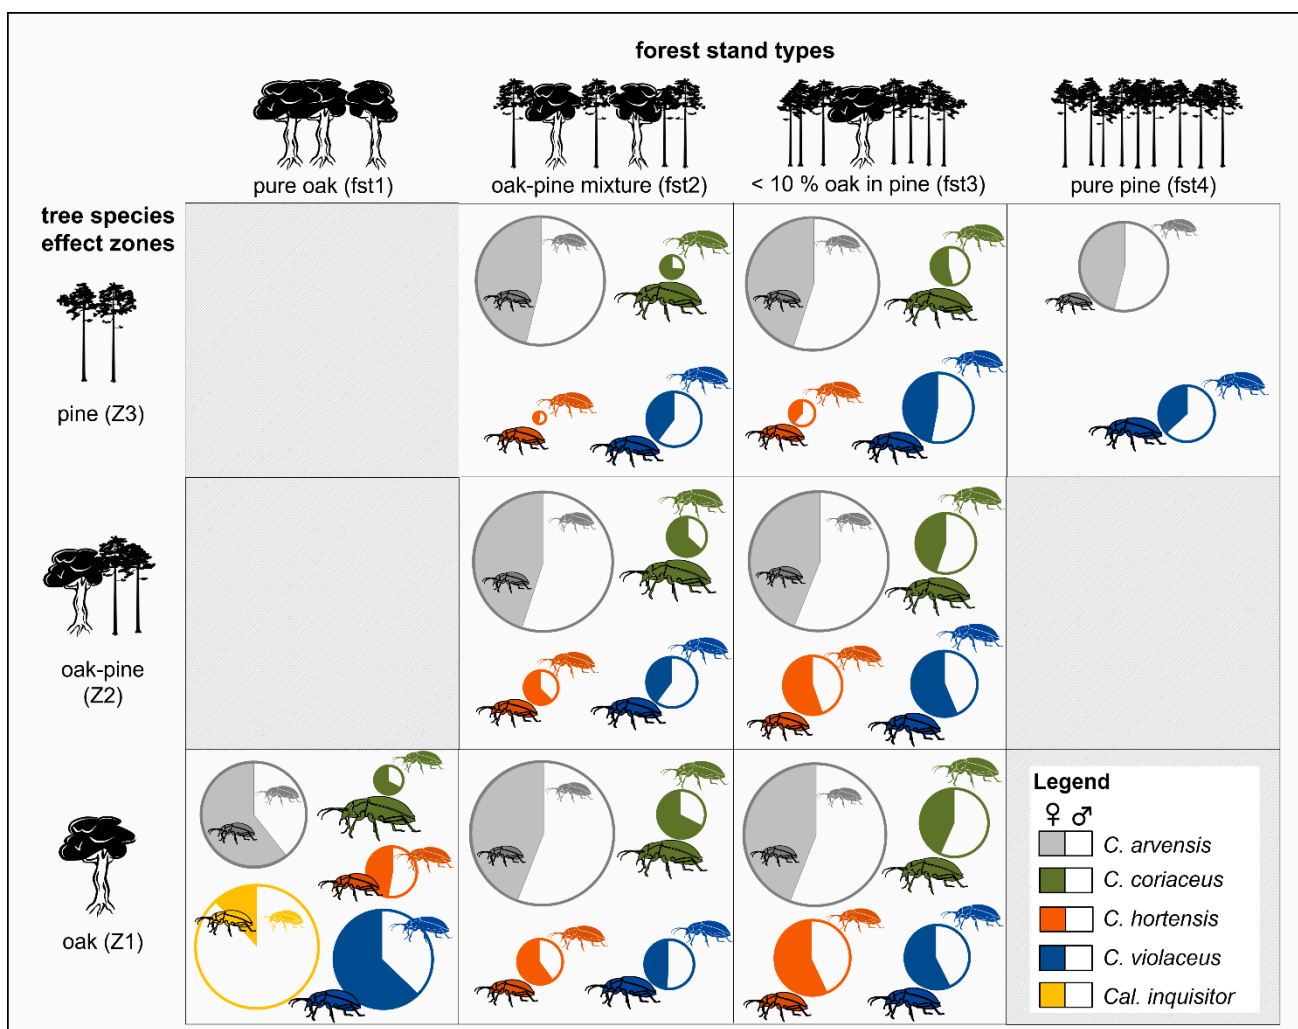 forest stand types
pure oak (fst1)
oak-pine mixture (fst2)
< 10 % oak in pine (fst3)
pure pine (fst4)
tree species
effect zones
pine (Z3)
oak-pine
(Z2)
oak (Z1)
Legend
♀ ♂
C. arvensis
C. coriaceus
C. hortensis
C. violaceus
Cal. inquisitor